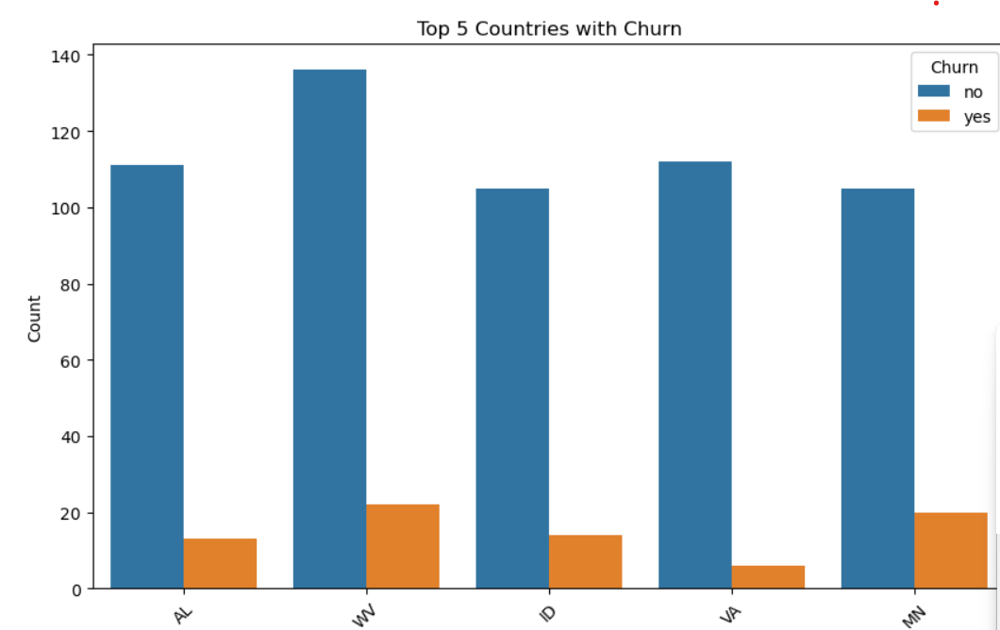 Top 5 Countries with Churn
Churn
no
yes
140
120
100
80
60
40
20
0
Count
AL
WV
ID
VA
MN